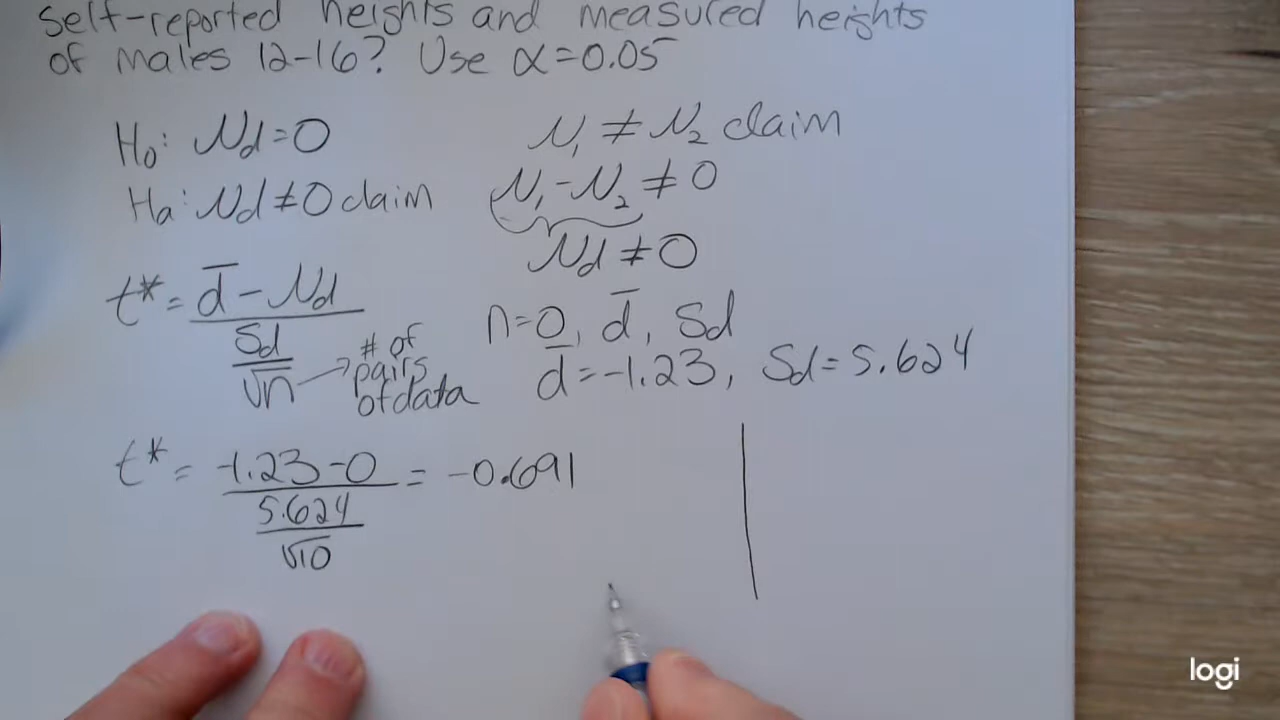 Self-reported heights and measured heights
of males 12-16? Use α=0.05
H₀: μd=0
Ha: μd≠0 claim
μ₁ ≠ μ₂ claim
μ₁-μ₂ ≠ 0
μd ≠ 0
t* = (d̄ - μd) / (Sd/√n) → # of
pairs
of data
n=0, d̄, Sd
d̄ = -1.23, Sd = 5.624
t* = (-1.23-0) / (5.624/√10) = -0.691
logi